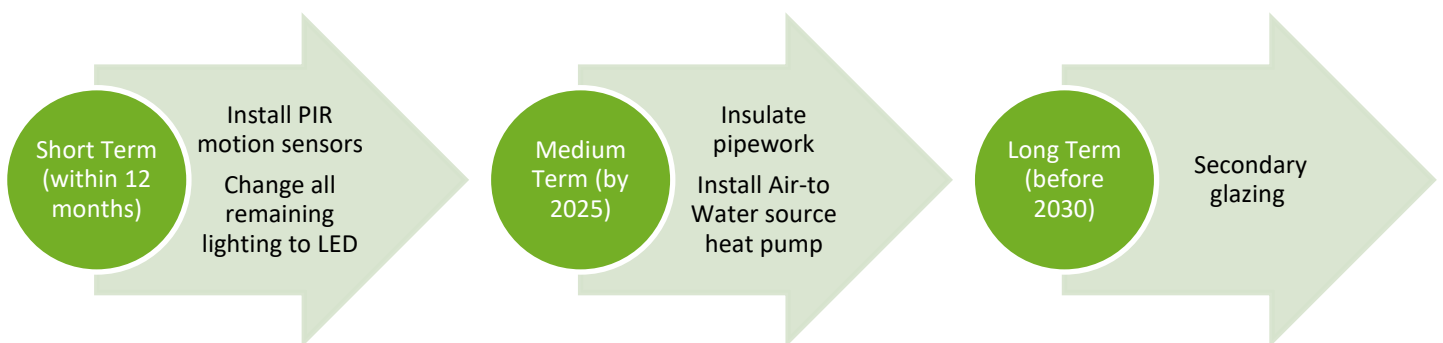 Short Term
(within 12
months)
Install PIR
motion sensors
Change all
remaining
lighting to LED
Medium
Term (by
2025)
Insulate
pipework
Install Air-to
Water source
heat pump
Long Term
(before
2030)
Secondary
glazing